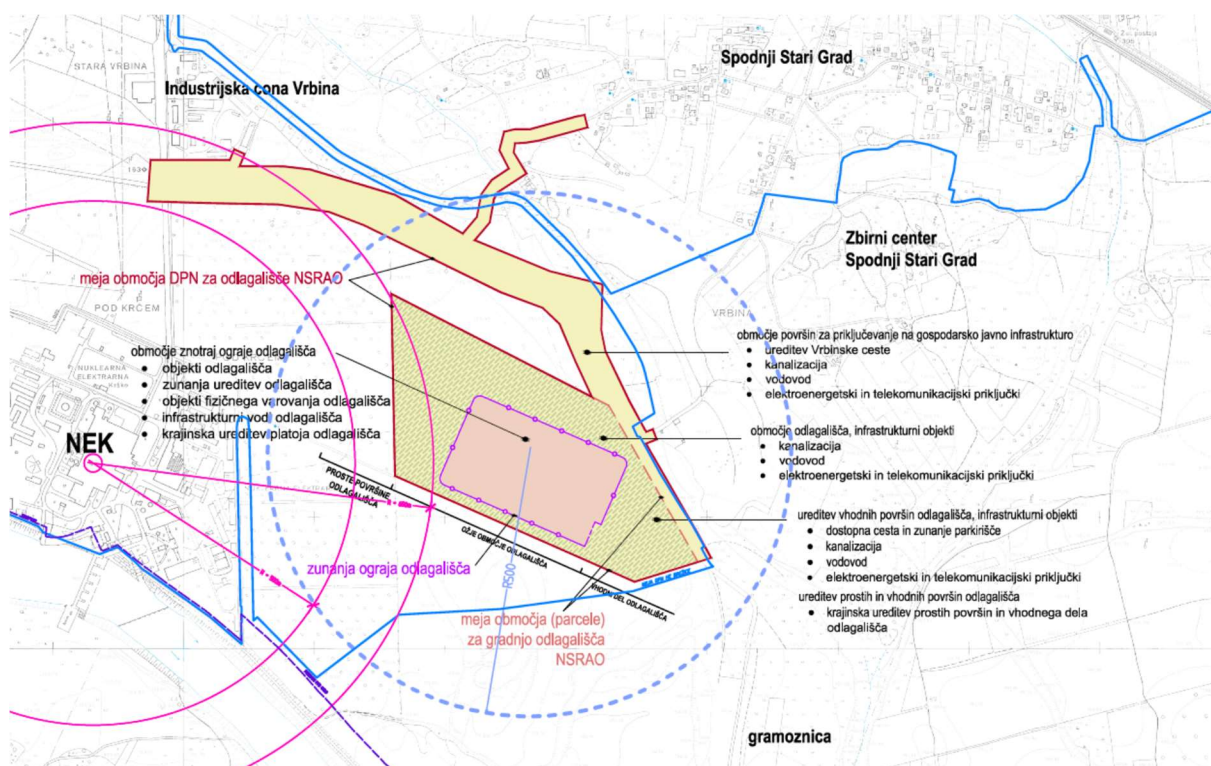 Spodnji Stari Grad
STARA VRBINA
Industrijska cona Vrbina
Zbirni center
Spodnji Stari Grad
meja območja DPN za odlagališče NSRAO
POD KRČEM
VRBINA
območje površin za priključevanje na gospodarsko javno infrastrukturo
• ureditev Vrbinske ceste
• kanalizacija
• vodovod
• elektroenergetski in telekomunikacijski priključki
območje znotraj ograje odlagališča
• objekti odlagališča
• zunanja ureditev odlagališča
• objekti fizičnega varovanja odlagališča
• infrastrukturni vodi odlagališča
• krajinska ureditev platoja odlagališča
NUKLEARNA
ELEKTRARNA
NEK
območje odlagališča, infrastrukturni objekti
• kanalizacija
• vodovod
• elektroenergetski in telekomunikacijski priključki
PROSTE POVRŠINE
ODLAGALIŠČA
OŽJE OBMOČJE ODLAGALIŠČA
VHODNI DEL ODLAGALIŠČA
ureditev vhodnih površin odlagališča, infrastrukturni objekti
• dostopna cesta in zunanje parkirišče
• kanalizacija
• vodovod
• elektroenergetski in telekomunikacijski priključki
ureditev prostih in vhodnih površin odlagališča
• krajinska ureditev prostih površin in vhodnega dela
odlagališča
zunanja ograja odlagališča
R500
meja območja (parcele)
za gradnjo odlagališča
NSRAO
gramoznica